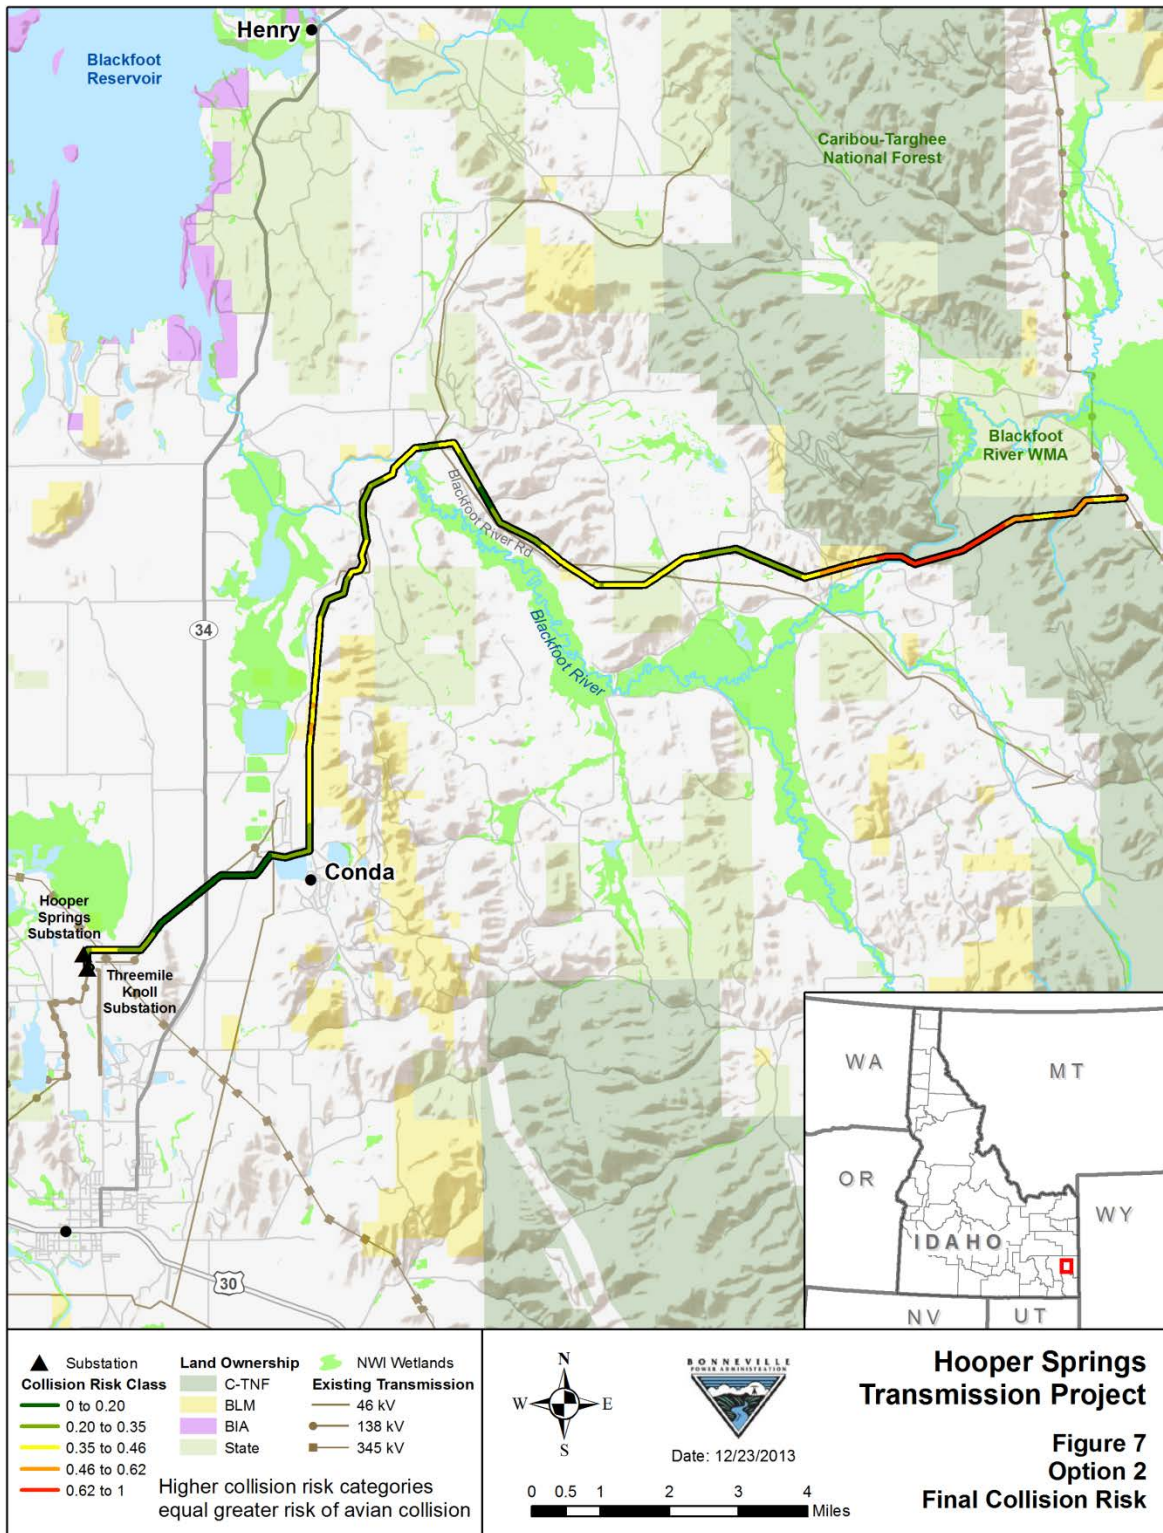 Henry
Blackfoot
Reservoir
Caribou-Targhee
National Forest
Blackfoot
River WMA
Blackfoot River Rd
34
Blackfoot River
Conda
Hooper
Springs
Substation
Threemile
Knoll
Substation
30
WA
MT
OR
IDAHO
WY
NV
UT
Substation
Collision Risk Class
0 to 0.20
0.20 to 0.35
0.35 to 0.46
0.46 to 0.62
0.62 to 1
Land Ownership
C-TNF
BLM
BIA
State
NWI Wetlands
Existing Transmission
46 kV
138 kV
345 kV
Higher collision risk categories
equal greater risk of avian collision
N
W
E
S
BONNEVILLE
POWER ADMINISTRATION
Date: 12/23/2013
0 0.5 1 2 3 4
Miles
Hooper Springs
Transmission Project
Figure 7
Option 2
Final Collision Risk